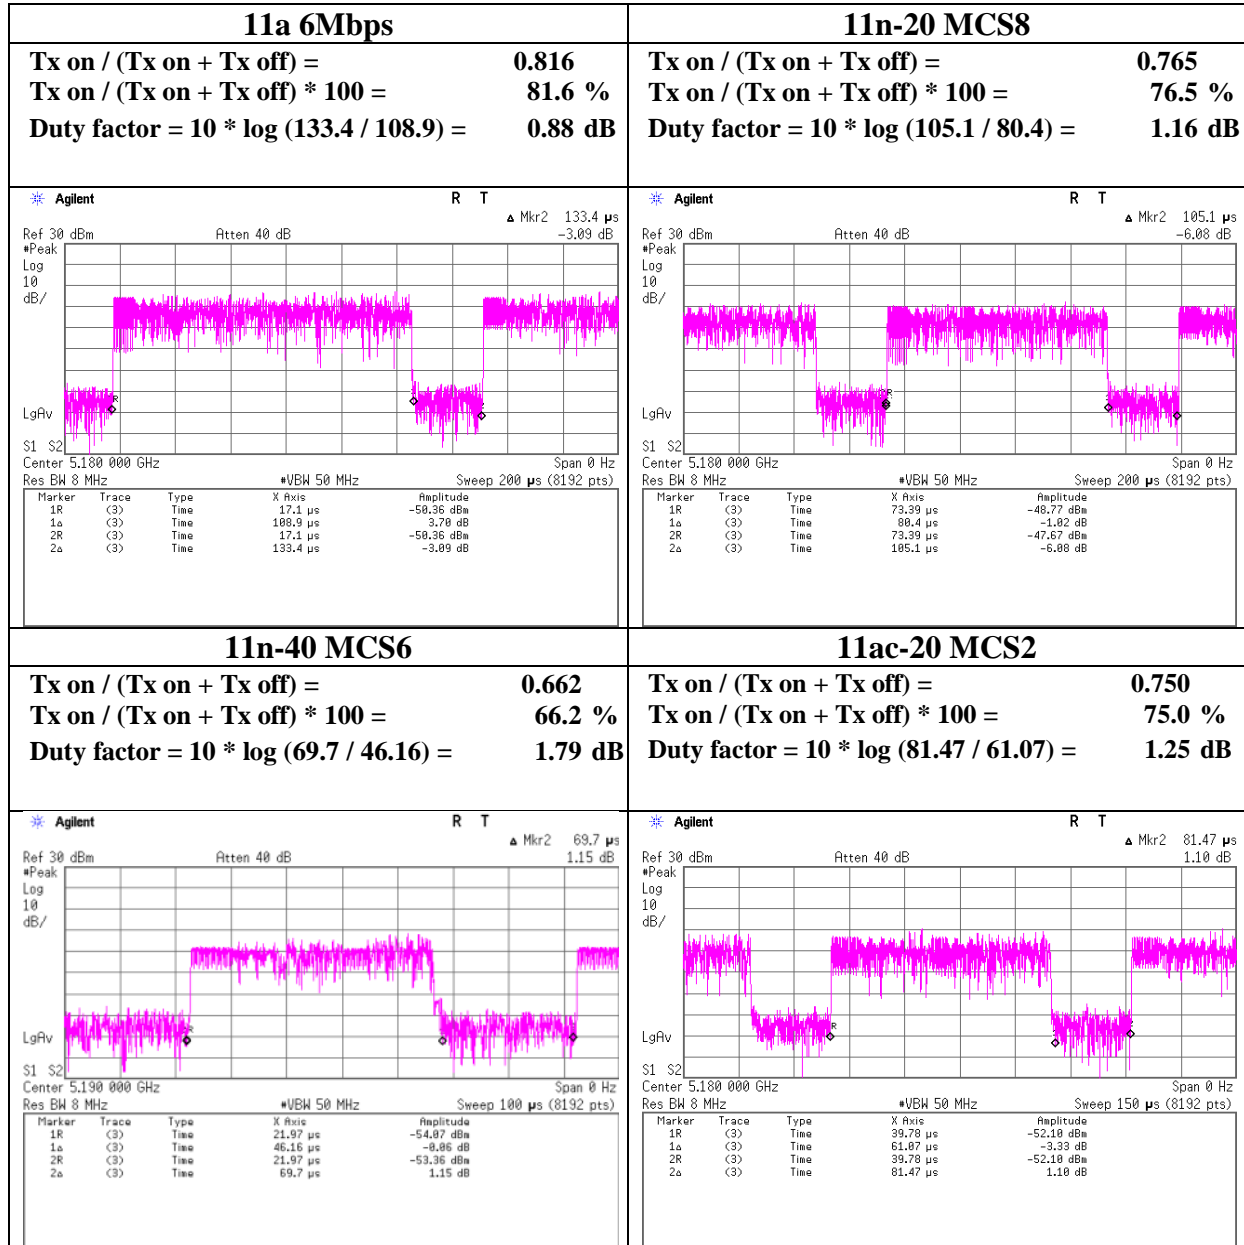 11a 6Mbps
Tx on / (Tx on + Tx off) = 0.816
Tx on / (Tx on + Tx off) * 100 = 81.6 %
Duty factor = 10 * log (133.4 / 108.9) = 0.88 dB
Agilent R T
Δ Mkr2 133.4 µs
Ref 30 dBm Atten 40 dB -3.09 dB
#Peak
Log
10
dB/
R
LgAv
S1 S2
Center 5.180 000 GHz Span 0 Hz
Res BW 8 MHz #VBW 50 MHz Sweep 200 µs (8192 pts)
Marker Trace Type X Axis Amplitude
1R (3) Time 17.1 µs -50.36 dBm
1Δ (3) Time 108.9 µs 3.70 dB
2R (3) Time 17.1 µs -50.36 dBm
2Δ (3) Time 133.4 µs -3.09 dB
11n-20 MCS8
Tx on / (Tx on + Tx off) = 0.765
Tx on / (Tx on + Tx off) * 100 = 76.5 %
Duty factor = 10 * log (105.1 / 80.4) = 1.16 dB
Agilent R T
Δ Mkr2 105.1 µs
Ref 30 dBm Atten 40 dB -6.08 dB
#Peak
Log
10
dB/
R
LgAv
S1 S2
Center 5.180 000 GHz Span 0 Hz
Res BW 8 MHz #VBW 50 MHz Sweep 200 µs (8192 pts)
Marker Trace Type X Axis Amplitude
1R (3) Time 73.39 µs -48.77 dBm
1Δ (3) Time 80.4 µs -1.02 dB
2R (3) Time 73.39 µs -47.67 dBm
2Δ (3) Time 105.1 µs -6.08 dB
11n-40 MCS6
Tx on / (Tx on + Tx off) = 0.662
Tx on / (Tx on + Tx off) * 100 = 66.2 %
Duty factor = 10 * log (69.7 / 46.16) = 1.79 dB
Agilent R T
Δ Mkr2 69.7 µs
Ref 30 dBm Atten 40 dB 1.15 dB
#Peak
Log
10
dB/
R
LgAv
S1 S2
Center 5.190 000 GHz Span 0 Hz
Res BW 8 MHz #VBW 50 MHz Sweep 100 µs (8192 pts)
Marker Trace Type X Axis Amplitude
1R (3) Time 21.97 µs -54.07 dBm
1Δ (3) Time 46.16 µs -0.06 dB
2R (3) Time 21.97 µs -53.36 dBm
2Δ (3) Time 69.7 µs 1.15 dB
11ac-20 MCS2
Tx on / (Tx on + Tx off) = 0.750
Tx on / (Tx on + Tx off) * 100 = 75.0 %
Duty factor = 10 * log (81.47 / 61.07) = 1.25 dB
Agilent R T
Δ Mkr2 81.47 µs
Ref 30 dBm Atten 40 dB 1.10 dB
#Peak
Log
10
dB/
R
LgAv
S1 S2
Center 5.180 000 GHz Span 0 Hz
Res BW 8 MHz #VBW 50 MHz Sweep 150 µs (8192 pts)
Marker Trace Type X Axis Amplitude
1R (3) Time 39.78 µs -52.10 dBm
1Δ (3) Time 61.07 µs -3.33 dB
2R (3) Time 39.78 µs -52.10 dBm
2Δ (3) Time 81.47 µs 1.10 dB